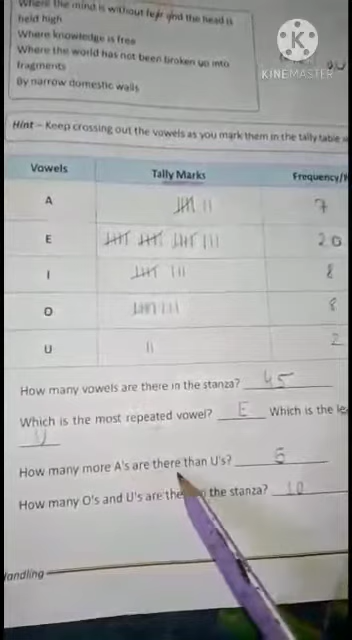 Where the mind is without fear and the head is
held high
Where knowledge is free
Where the world has not been broken up into
fragments
By narrow domestic walls
KINEMASTER
Hint – Keep crossing out the vowels as you mark them in the tally table
Vowels Tally Marks Frequency/
A 7
E 20
I 8
O 8
U 2
How many vowels are there in the stanza? 45
Which is the most repeated vowel? E Which is the
U
How many more A's are there than U's? 5
How many O's and U's are the the stanza? 10
Handling